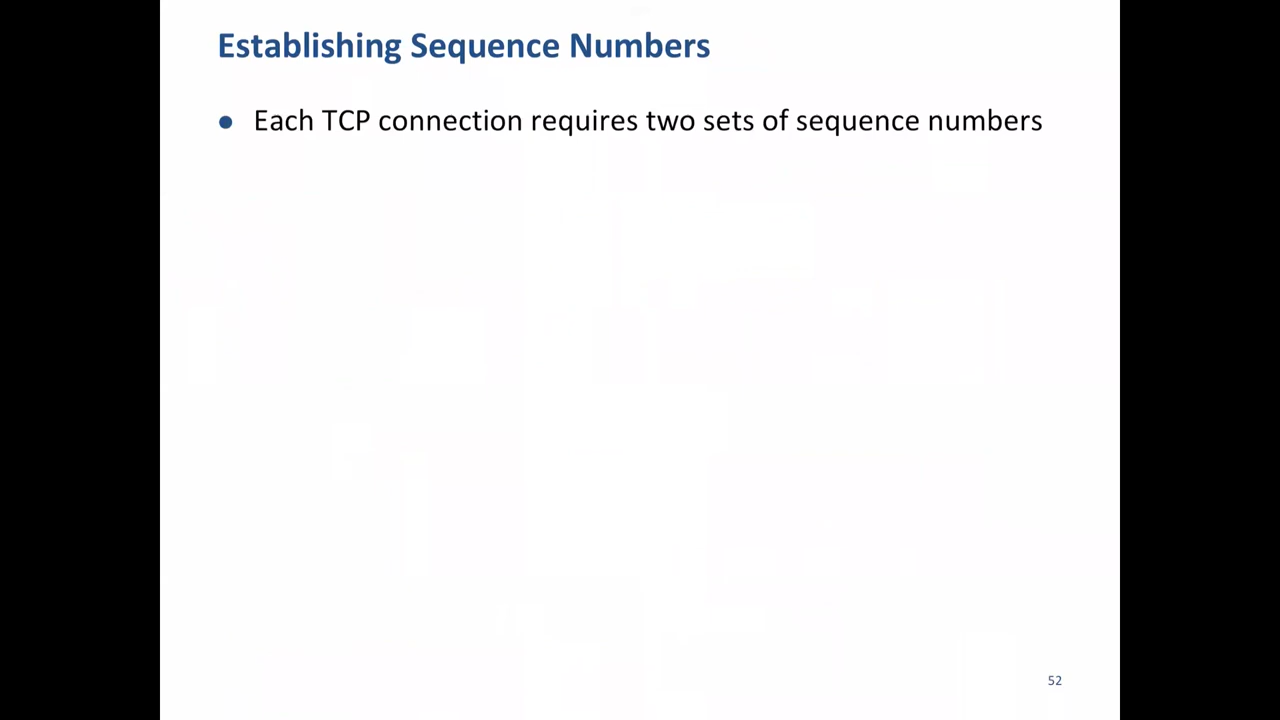 Establishing Sequence Numbers
● Each TCP connection requires two sets of sequence numbers
52